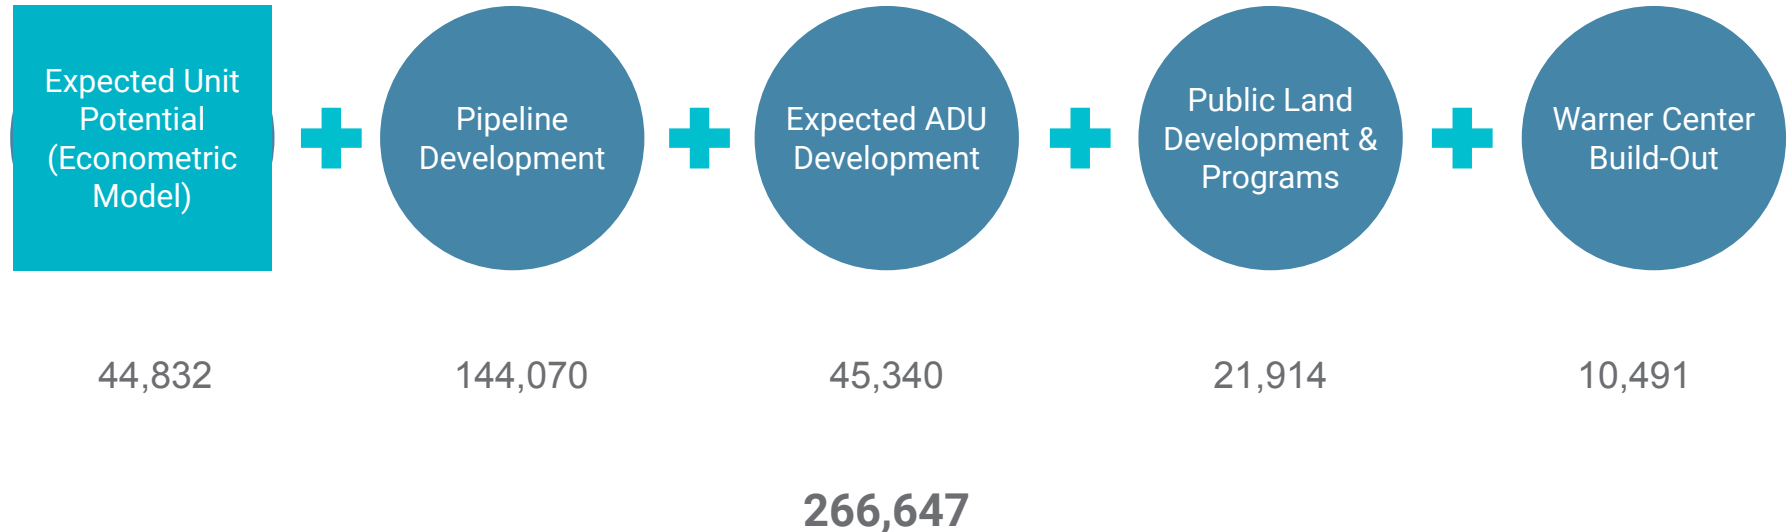 Expected Unit
Potential
(Econometric
Model)
Pipeline
Development
Expected ADU
Development
Public Land
Development &
Programs
Warner Center
Build-Out
44,832
144,070
45,340
21,914
10,491
266,647